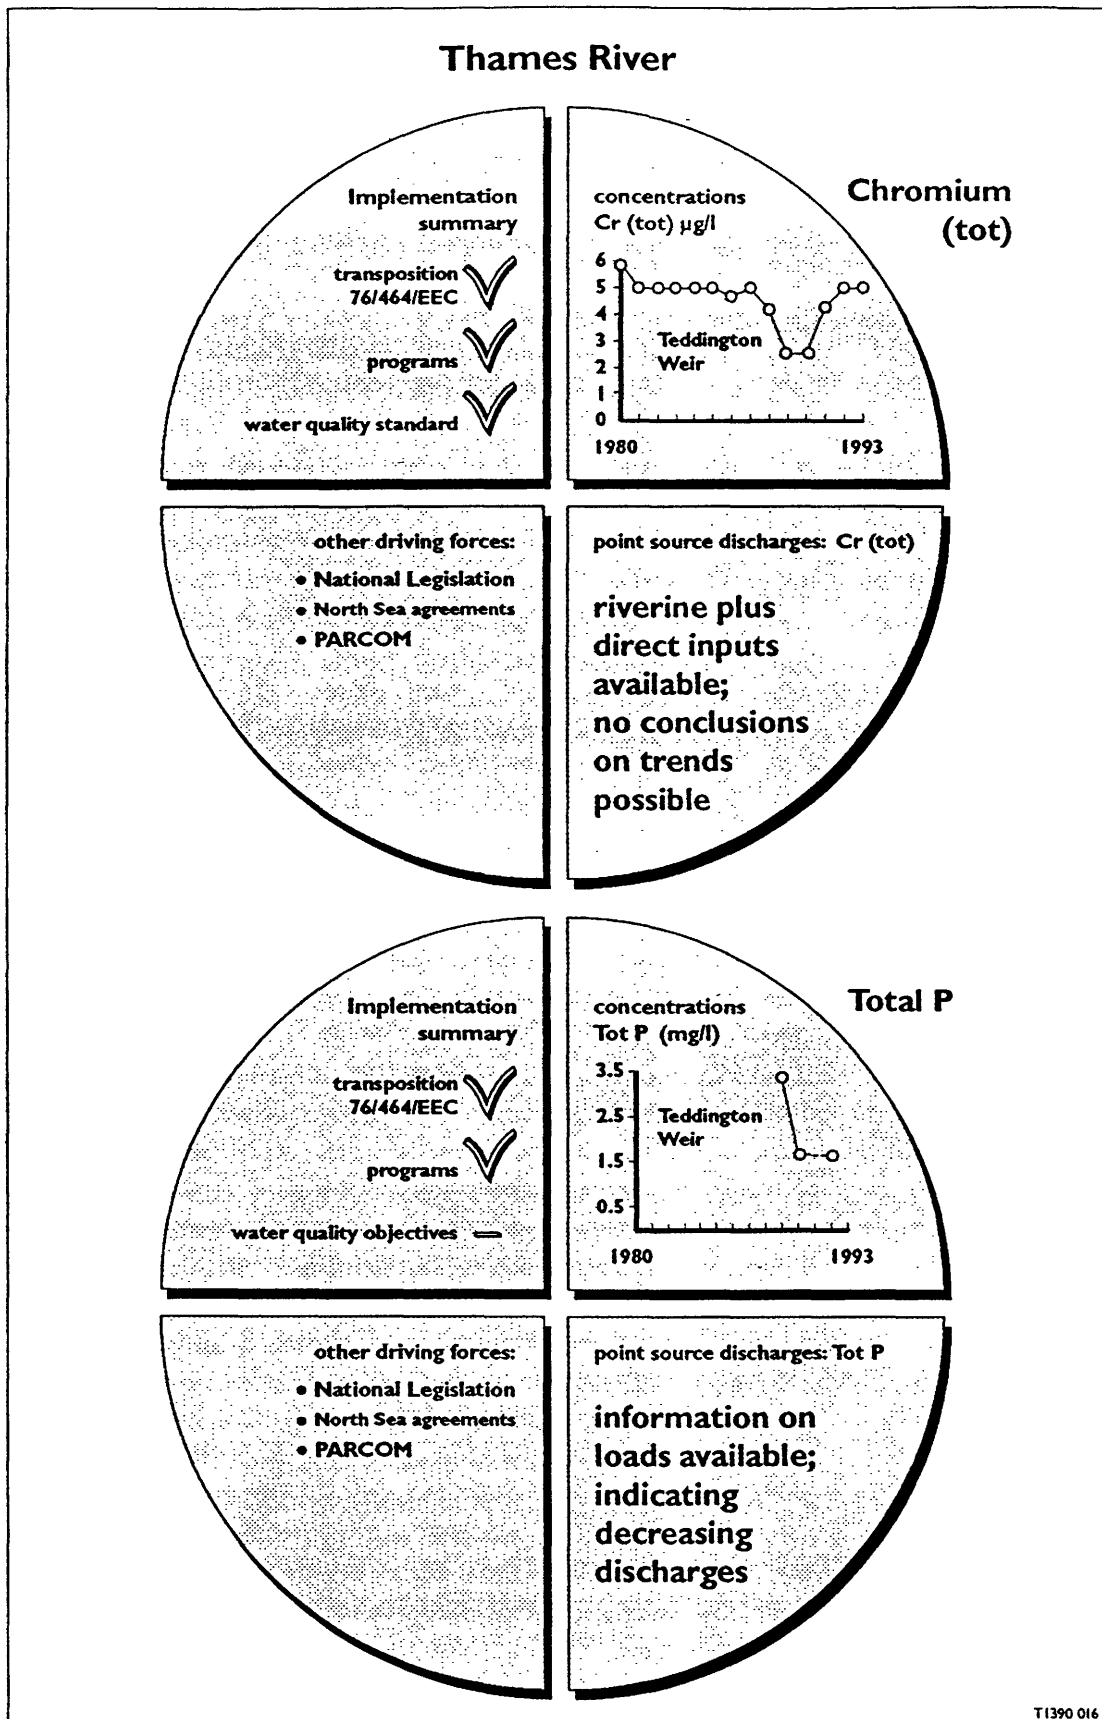 Thames River
Implementation
summary
transposition
76/464/EEC
programs
water quality standard
concentrations
Cr (tot) µg/l
6
5
4
3
2
1
0
Teddington
Weir
1980
1993
Chromium
(tot)
other driving forces:
• National Legislation
• North Sea agreements
• PARCOM
point source discharges: Cr (tot)
riverine plus
direct inputs
available;
no conclusions
on trends
possible
Implementation
summary
transposition
76/464/EEC
programs
water quality objectives
concentrations
Tot P (mg/l)
3.5
2.5
1.5
0.5
Teddington
Weir
1980
1993
Total P
other driving forces:
• National Legislation
• North Sea agreements
• PARCOM
point source discharges: Tot P
information on
loads available;
indicating
decreasing
discharges
T1390 016